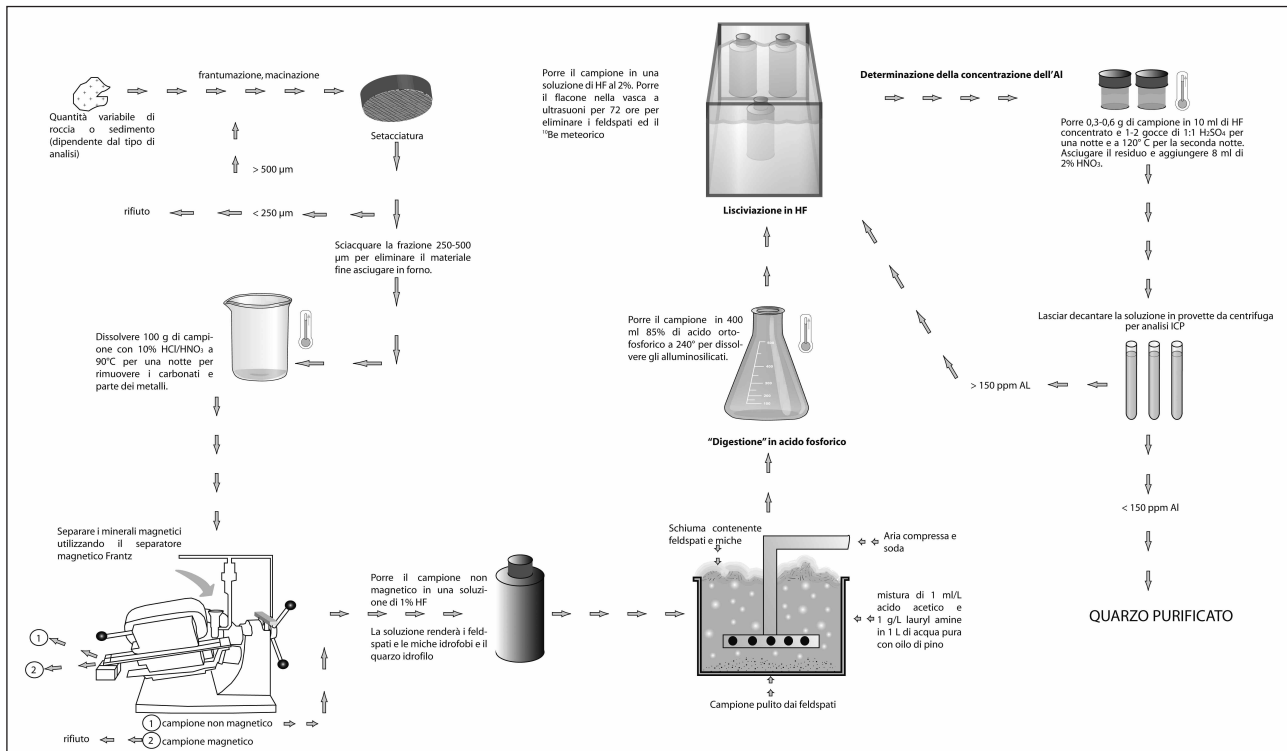 Quantità variabile di
roccia o sedimento
(dipendente dal tipo di
analisi)
frantumazione, macinazione
Setacciatura
> 500 µm
rifiuto
< 250 µm
Sciacquare la frazione 250-500
µm per eliminare il materiale
fine asciugare in forno.
Dissolvere 100 g di campi-
one con 10% HCl/HNO₃ a
90°C per una notte per
rimuovere i carbonati e
parte dei metalli.
Separare i minerali magnetici
utilizzando il separatore
magnetico Frantz
1
2
1 campione non magnetico
rifiuto
2 campione magnetico
Porre il campione non
magnetico in una soluzi-
one di 1% HF
La soluzione renderà i feld-
spati e le miche idrofobi e il
quarzo idrofilo
Schiuma contenente
feldspati e miche
Aria compressa e
soda
mistura di 1 ml/L
acido acetico e
1 g/L lauryl amine
in 1 L di acqua pura
con oilo di pino
Campione pulito dai feldspati
"Digestione" in acido fosforico
Porre il campione in 400
ml 85% di acido orto-
fosforico a 240° per dissol-
vere gli alluminosilicati.
Lisciviazione in HF
Porre il campione in una
soluzione di HF al 2%. Porre
il flacone nella vasca a
ultrasuoni per 72 ore per
eliminare i feldspati ed il
¹⁰Be meteorico
Determinazione della concentrazione dell'Al
Porre 0,3-0,6 g di campione in 10 ml di HF
concentrato e 1-2 gocce di 1:1 H₂SO₄ per
una notte e a 120° C per la seconda notte.
Asciugare il residuo e aggiungere 8 ml di
2% HNO₃.
Lasciar decantare la soluzione in provette da centrifuga
per analisi ICP
> 150 ppm AL
< 150 ppm Al
QUARZO PURIFICATO